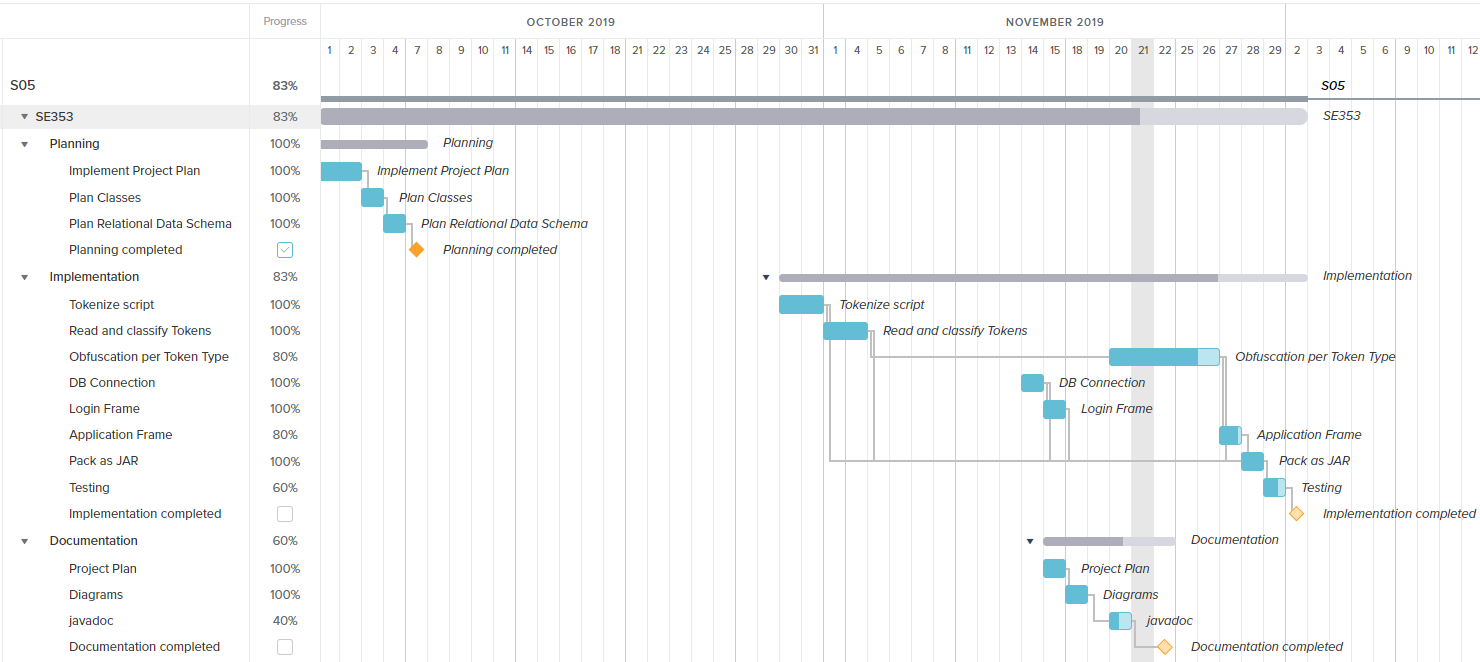 Progress OCTOBER 2019 NOVEMBER 2019
1 2 3 4 7 8 9 10 11 14 15 16 17 18 21 22 23 24 25 28 29 30 31 1 4 5 6 7 8 11 12 13 14 15 18 19 20 21 22 25 26 27 28 29 2 3 4 5 6 9 10 11 12
S05 83% S05
SE353 83% SE353
Planning 100% Planning
Implement Project Plan 100% Implement Project Plan
Plan Classes 100% Plan Classes
Plan Relational Data Schema 100% Plan Relational Data Schema
Planning completed Planning completed
Implementation 83% Implementation
Tokenize script 100% Tokenize script
Read and classify Tokens 100% Read and classify Tokens
Obfuscation per Token Type 80% Obfuscation per Token Type
DB Connection 100% DB Connection
Login Frame 100% Login Frame
Application Frame 80% Application Frame
Pack as JAR 100% Pack as JAR
Testing 60% Testing
Implementation completed Implementation completed
Documentation 60% Documentation
Project Plan 100% Project Plan
Diagrams 100% Diagrams
javadoc 40% javadoc
Documentation completed Documentation completed